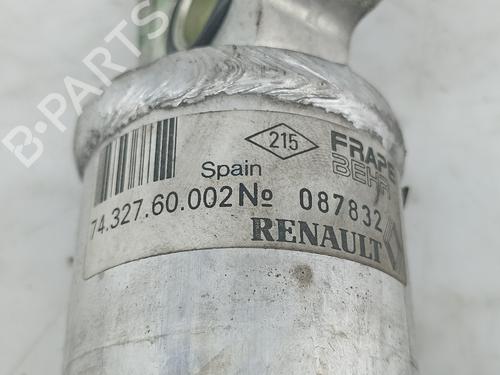 B-PARTS
215
FRAPE
BEHR
Spain
74.327.60.002 No 087832
RENAULT